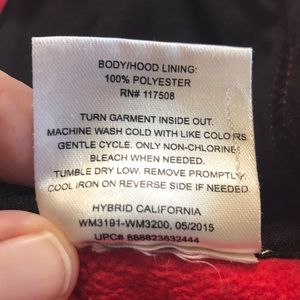 BODY/HOOD LINING:
100% POLYESTER
RN# 117508
TURN GARMENT INSIDE OUT.
MACHINE WASH COLD WITH LIKE COLORS.
GENTLE CYCLE. ONLY NON-CHLORINE
BLEACH WHEN NEEDED.
TUMBLE DRY LOW. REMOVE PROMPTLY.
COOL IRON ON REVERSE SIDE IF NEEDED.
HYBRID CALIFORNIA
WM3191-WM3200, 05/2015
UPC# 888823632444